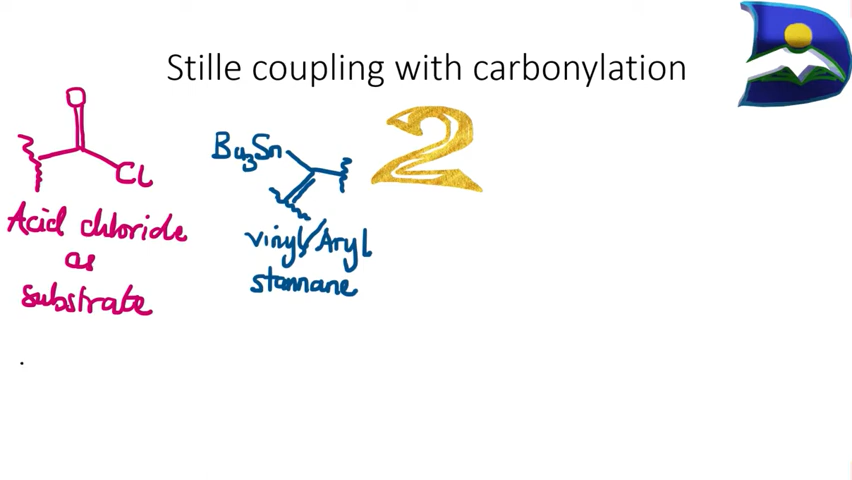 Stille coupling with carbonylation
2
O
Cl
Acid chloride
as
substrate
Bu3Sn
vinyl/Aryl
stannane